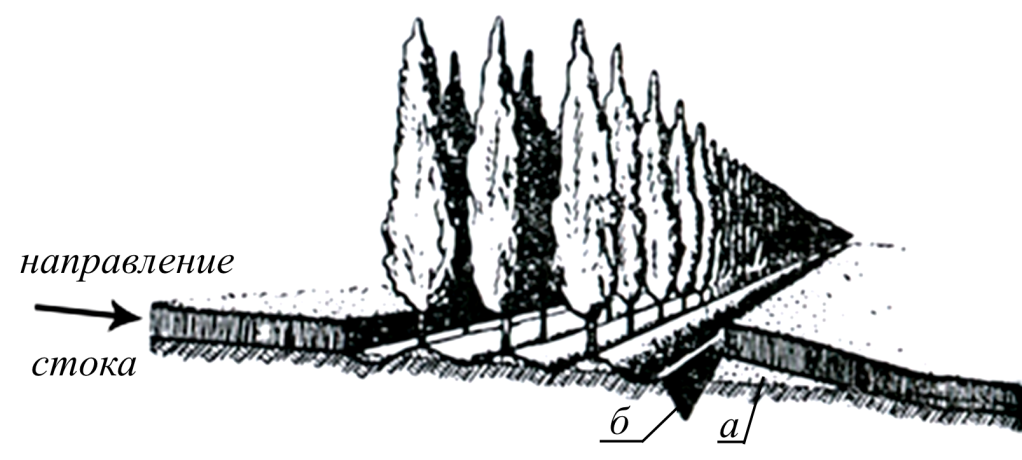 направление
стока
б
а